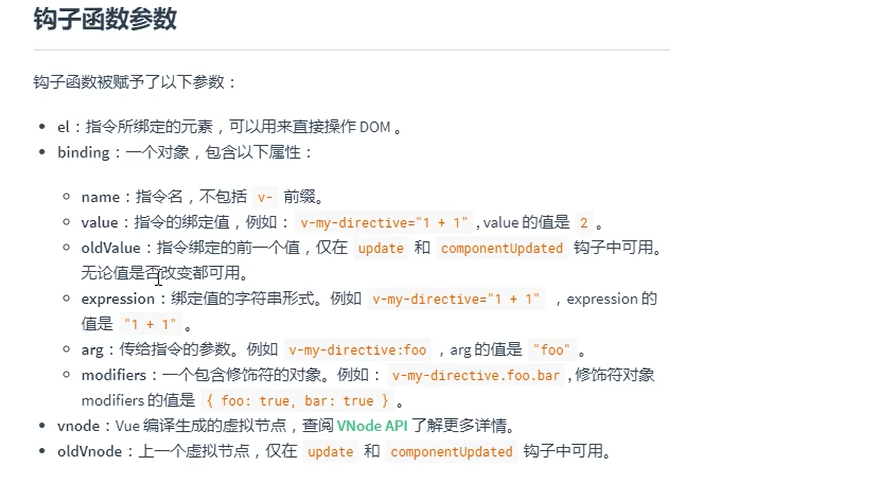 钩子函数参数
钩子函数被赋予了以下参数：
• el：指令所绑定的元素，可以用来直接操作 DOM 。
• binding：一个对象，包含以下属性：
◦ name：指令名，不包括 v- 前缀。
◦ value：指令的绑定值，例如： v-my-directive="1 + 1" , value 的值是 2 。
◦ oldValue：指令绑定的前一个值，仅在 update 和 componentUpdated 钩子中可用。
无论值是否改变都可用。
◦ expression：绑定值的字符串形式。例如 v-my-directive="1 + 1" ，expression 的
值是 "1 + 1" 。
◦ arg：传给指令的参数。例如 v-my-directive:foo ，arg 的值是 "foo" 。
◦ modifiers：一个包含修饰符的对象。例如： v-my-directive.foo.bar , 修饰符对象
modifiers 的值是 { foo: true, bar: true } 。
• vnode：Vue 编译生成的虚拟节点，查阅 VNode API 了解更多详情。
• oldVnode：上一个虚拟节点，仅在 update 和 componentUpdated 钩子中可用。